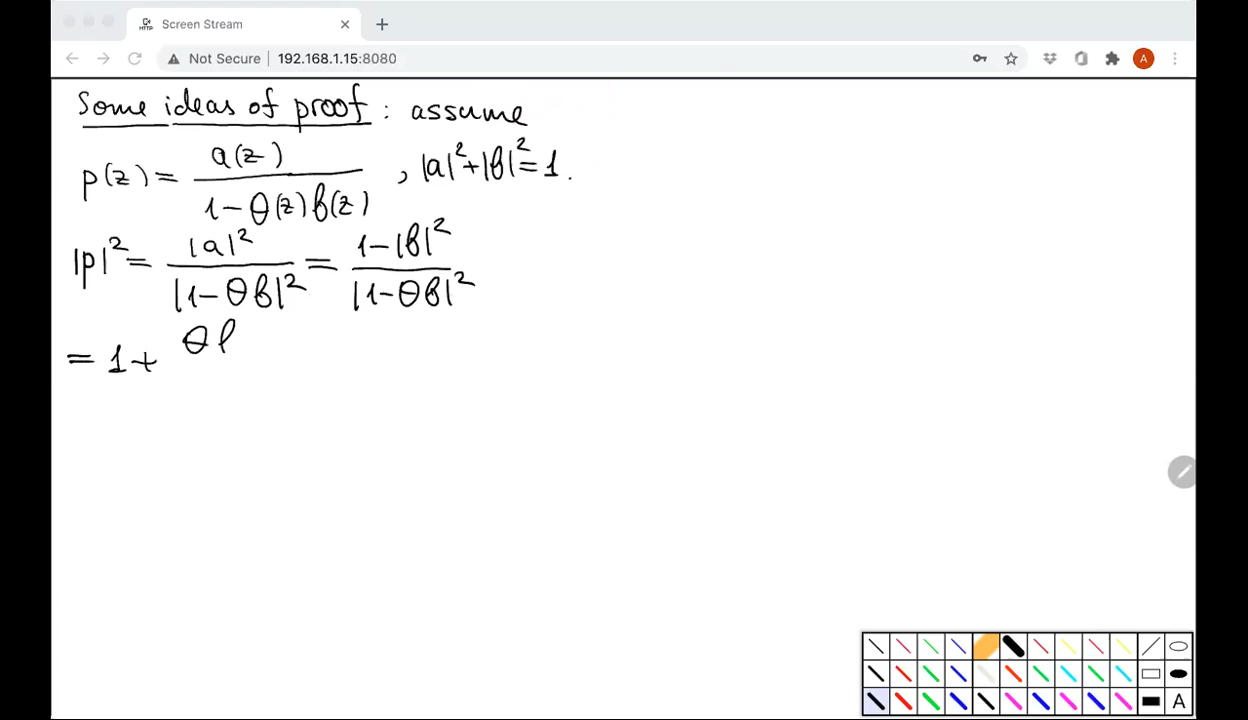 Screen Stream
Not Secure | 192.168.1.15:8080
A
Some ideas of proof : assume
p(z) = a(z) / (1 - θ(z)b(z)) , |a|² + |b|² = 1.
|p|² = |a|² / |1 - θb|² = (1 - |b|²) / |1 - θb|²
= 1 + θ
A